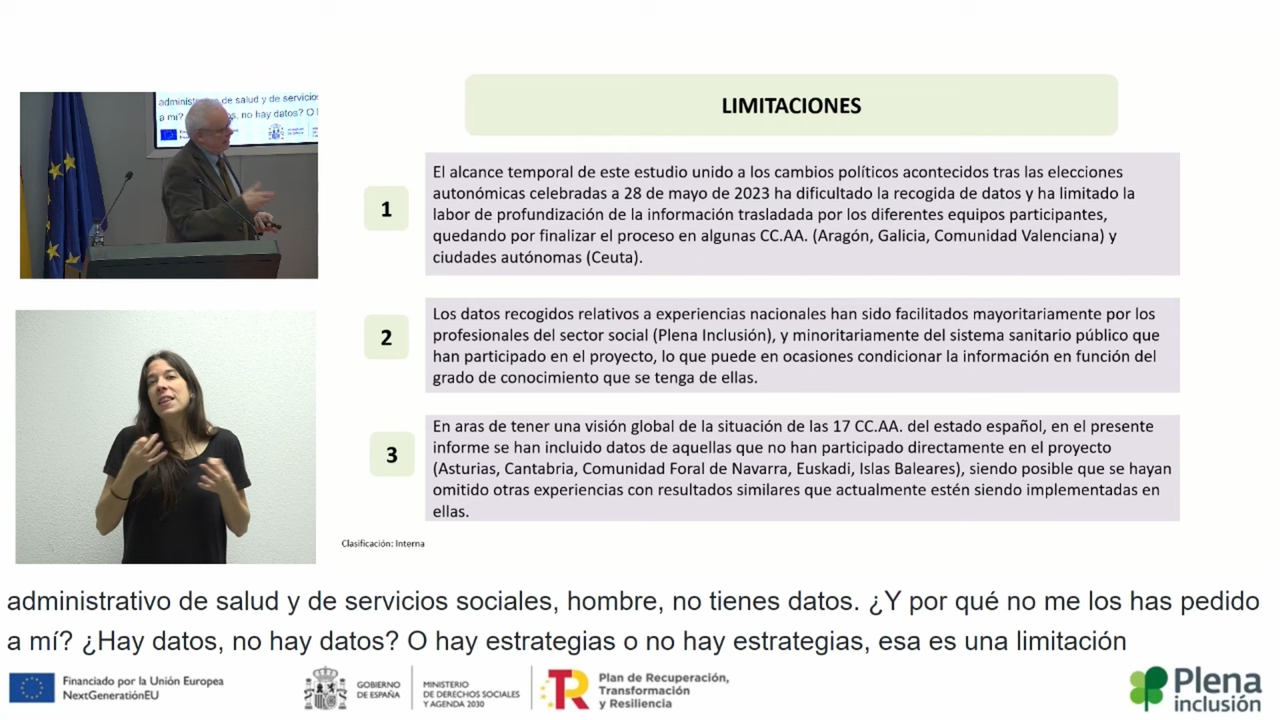 administ de salud y de servicios
a mí? os, no hay datos? O h
LIMITACIONES
1
El alcance temporal de este estudio unido a los cambios políticos acontecidos tras las elecciones
autonómicas celebradas a 28 de mayo de 2023 ha dificultado la recogida de datos y ha limitado la
labor de profundización de la información trasladada por los diferentes equipos participantes,
quedando por finalizar el proceso en algunas CC.AA. (Aragón, Galicia, Comunidad Valenciana) y
ciudades autónomas (Ceuta).
2
Los datos recogidos relativos a experiencias nacionales han sido facilitados mayoritariamente por los
profesionales del sector social (Plena Inclusión), y minoritariamente del sistema sanitario público que
han participado en el proyecto, lo que puede en ocasiones condicionar la información en función del
grado de conocimiento que se tenga de ellas.
3
En aras de tener una visión global de la situación de las 17 CC.AA. del estado español, en el presente
informe se han incluido datos de aquellas que no han participado directamente en el proyecto
(Asturias, Cantabria, Comunidad Foral de Navarra, Euskadi, Islas Baleares), siendo posible que se hayan
omitido otras experiencias con resultados similares que actualmente estén siendo implementadas en
ellas.
Clasificación: Interna
administrativo de salud y de servicios sociales, hombre, no tienes datos. ¿Y por qué no me los has pedido
a mí? ¿Hay datos, no hay datos? O hay estrategias o no hay estrategias, esa es una limitación
Financiado por la Unión Europea
NextGenerationEU
GOBIERNO
DE ESPAÑA
MINISTERIO
DE DERECHOS SOCIALES
Y AGENDA 2030
Plan de Recuperación,
Transformación
y Resiliencia
Plena
inclusión